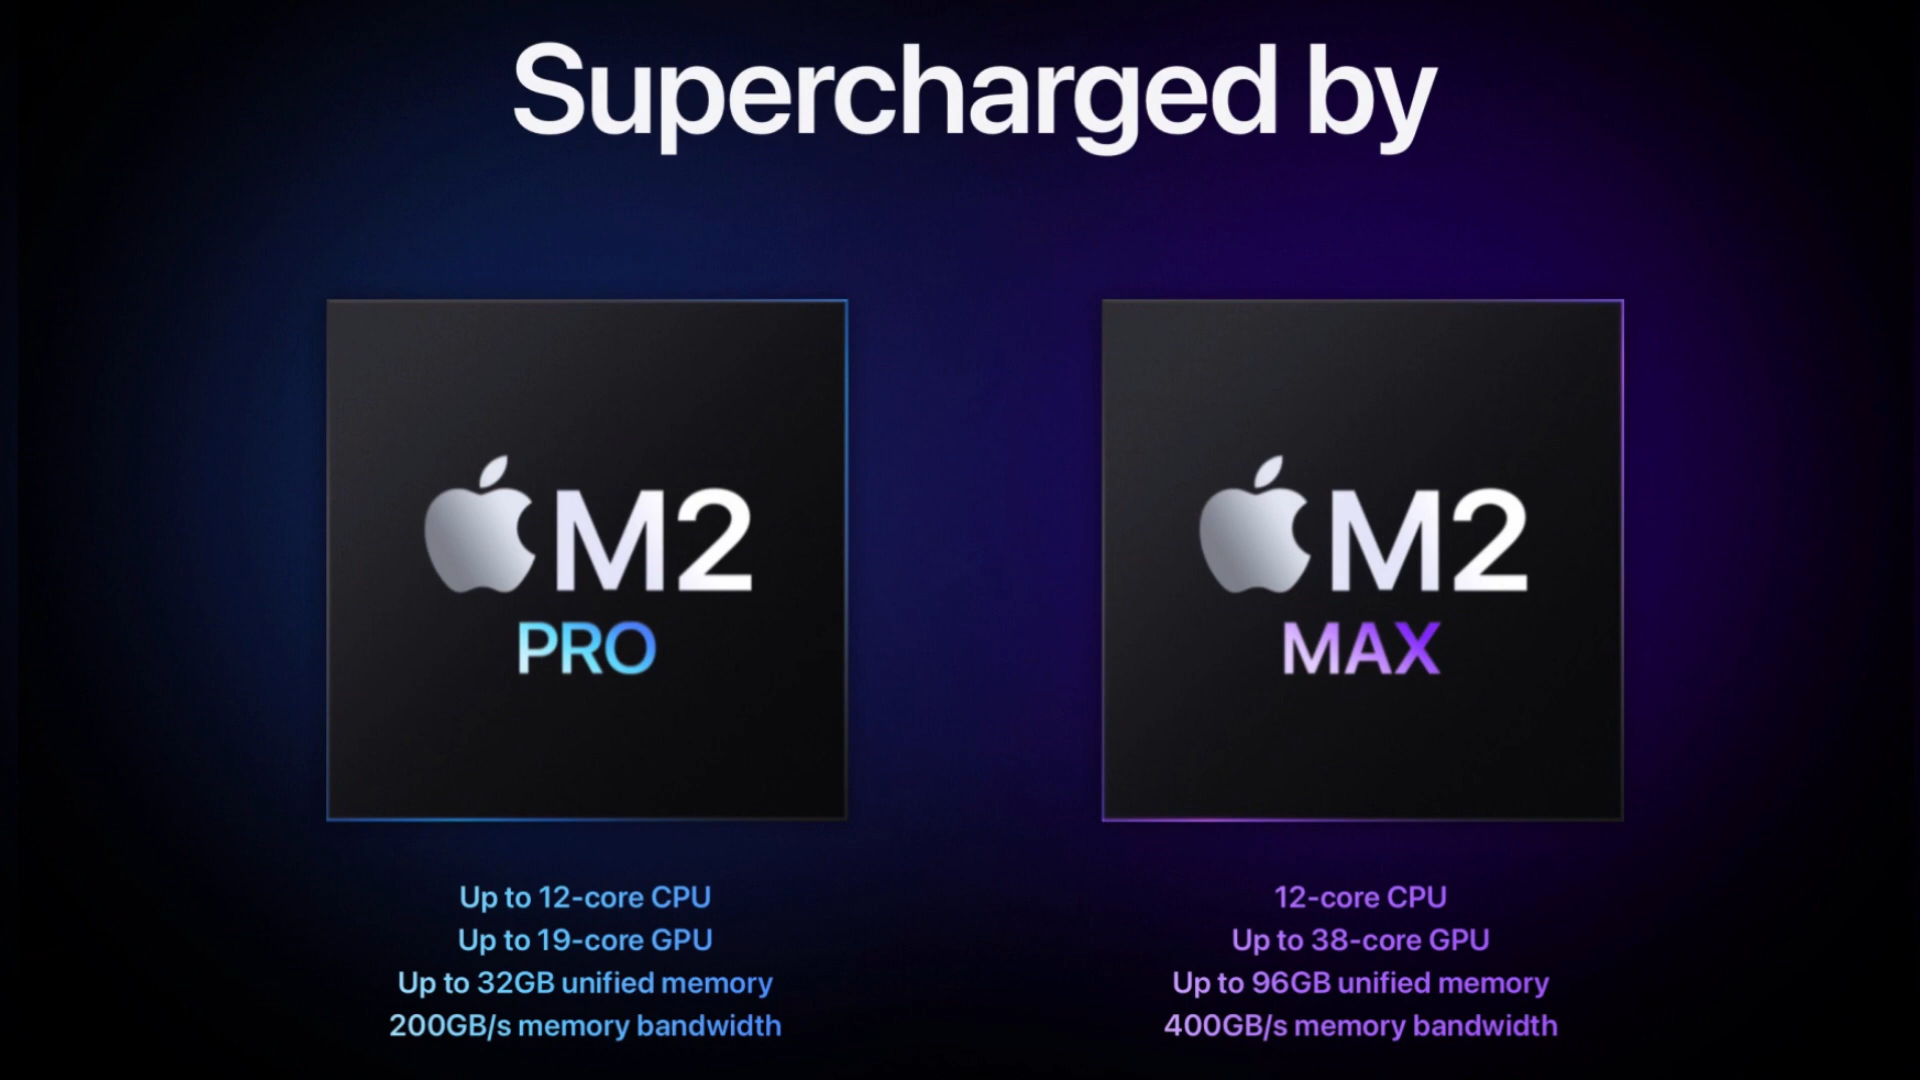 Supercharged by
M2
PRO
Up to 12-core CPU
Up to 19-core GPU
Up to 32GB unified memory
200GB/s memory bandwidth
M2
MAX
12-core CPU
Up to 38-core GPU
Up to 96GB unified memory
400GB/s memory bandwidth